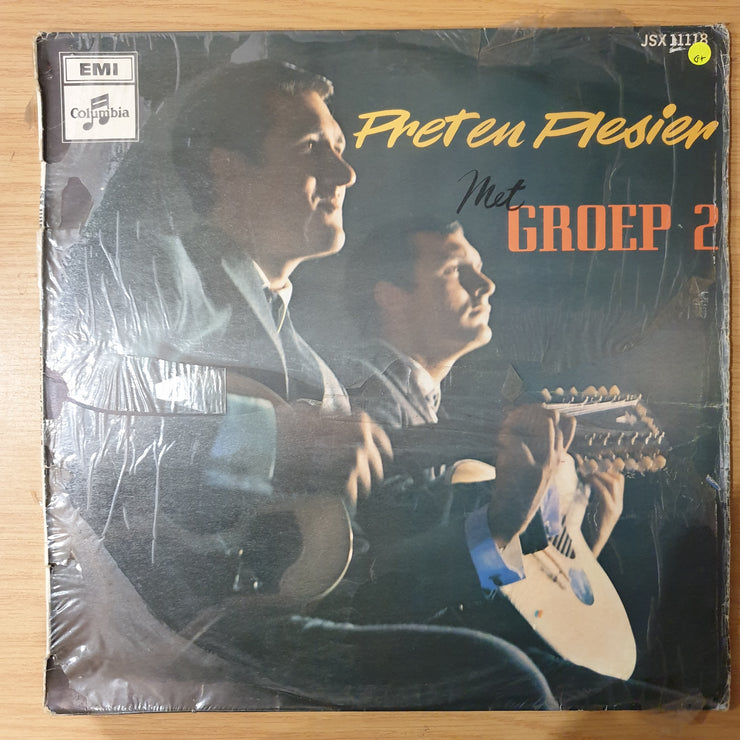 EMI
Columbia
JSX 11118
G+
Pret en Plesier
Met
GROEP 2